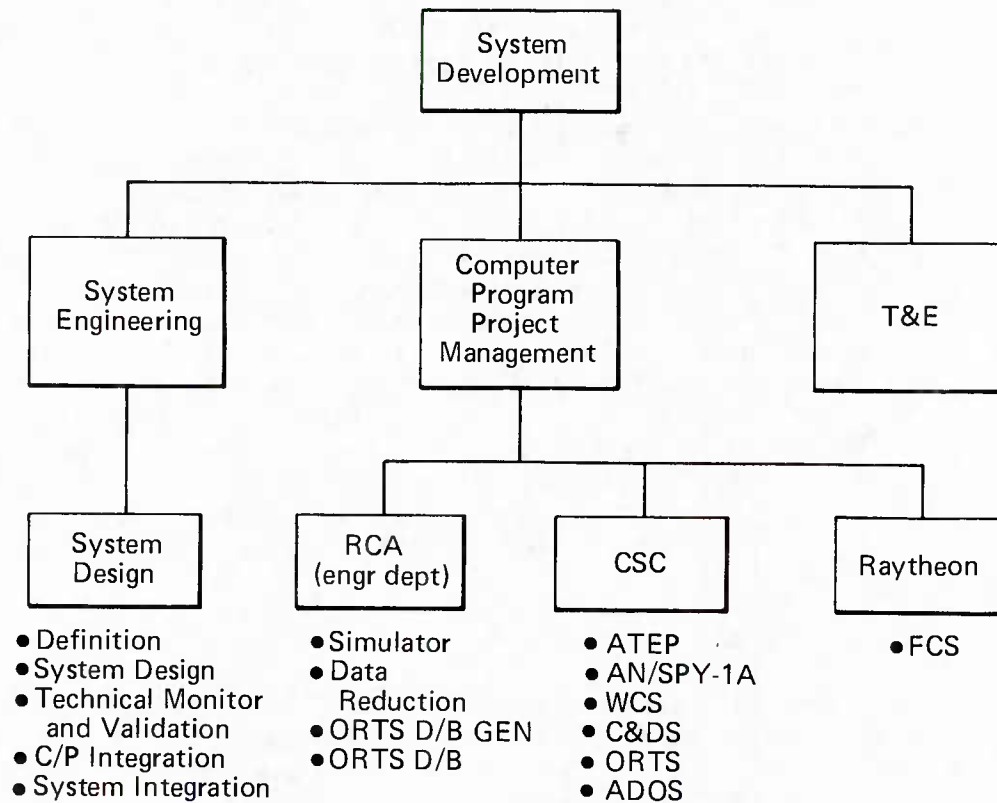 System
Development
System
Engineering
Computer
Program
Project
Management
T&E
System
Design
RCA
(engr dept)
CSC
Raytheon
• Definition
• System Design
• Technical Monitor
and Validation
• C/P Integration
• System Integration
• Simulator
• Data
Reduction
• ORTS D/B GEN
• ORTS D/B
• ATEP
• AN/SPY-1A
• WCS
• C&DS
• ORTS
• ADOS
• FCS